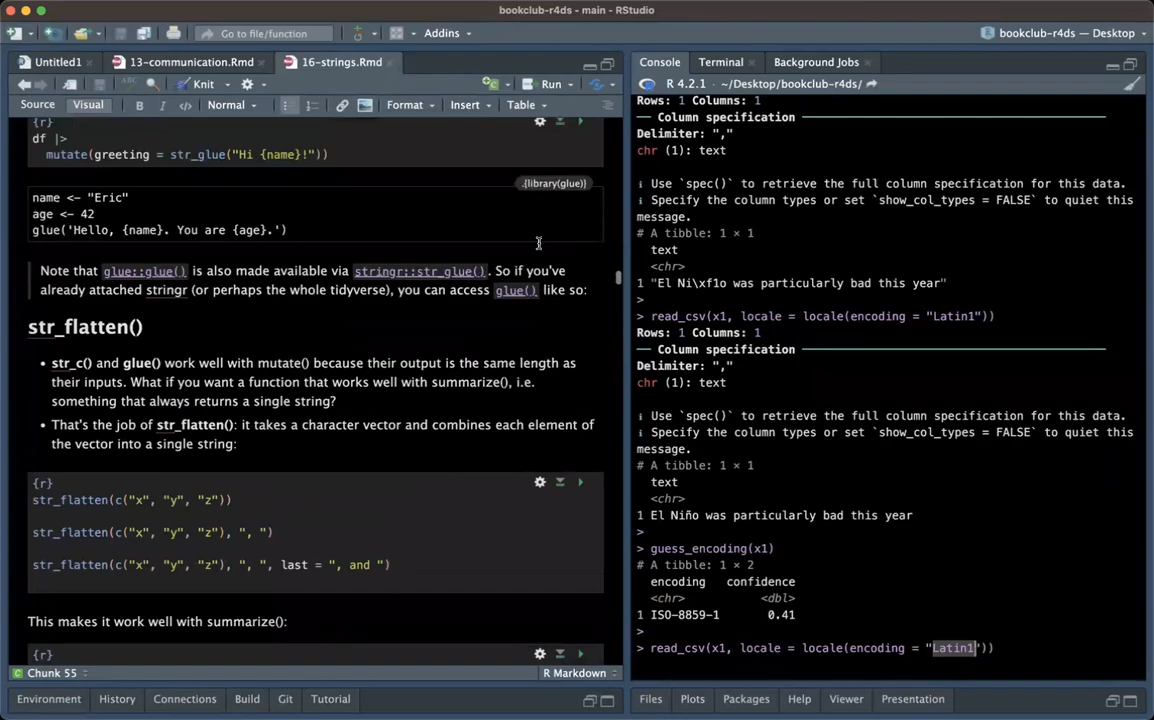 bookclub-r4ds - main - RStudio
Go to file/function
Addins
bookclub-r4ds — Desktop
Untitled1
13-communication.Rmd
16-strings.Rmd
Knit
Run
Source
Visual
B
I
</>
Normal
Format
Insert
Table
{r}
df |>
  mutate(greeting = str_glue("Hi {name}!"))
.{library(glue)}
name <- "Eric"
age <- 42
glue('Hello, {name}. You are {age}.')
Note that glue::glue() is also made available via stringr::str_glue(). So if you've
already attached stringr (or perhaps the whole tidyverse), you can access glue() like so:
str_flatten()
• str_c() and glue() work well with mutate() because their output is the same length as
their inputs. What if you want a function that works well with summarize(), i.e.
something that always returns a single string?
• That's the job of str_flatten(): it takes a character vector and combines each element of
the vector into a single string:
{r}
str_flatten(c("x", "y", "z"))
str_flatten(c("x", "y", "z"), ", ")
str_flatten(c("x", "y", "z"), ", ", last = ", and ")
This makes it work well with summarize():
{r}
Chunk 55
R Markdown
Environment
History
Connections
Build
Git
Tutorial
Console
Terminal
Background Jobs
R 4.2.1 · ~/Desktop/bookclub-r4ds/
Rows: 1 Columns: 1
── Column specification ──
Delimiter: ","
chr (1): text
ℹ Use `spec()` to retrieve the full column specification for this data.
ℹ Specify the column types or set `show_col_types = FALSE` to quiet this
message.
# A tibble: 1 × 1
  text
  <chr>
1 "El Ni\xf1o was particularly bad this year"
>
> read_csv(x1, locale = locale(encoding = "Latin1"))
Rows: 1 Columns: 1
── Column specification ──
Delimiter: ","
chr (1): text
ℹ Use `spec()` to retrieve the full column specification for this data.
ℹ Specify the column types or set `show_col_types = FALSE` to quiet this
message.
# A tibble: 1 × 1
  text
  <chr>
1 El Niño was particularly bad this year
>
> guess_encoding(x1)
# A tibble: 1 × 2
  encoding   confidence
  <chr>           <dbl>
1 ISO-8859-1       0.41
>
> read_csv(x1, locale = locale(encoding = "Latin1"))
Files
Plots
Packages
Help
Viewer
Presentation